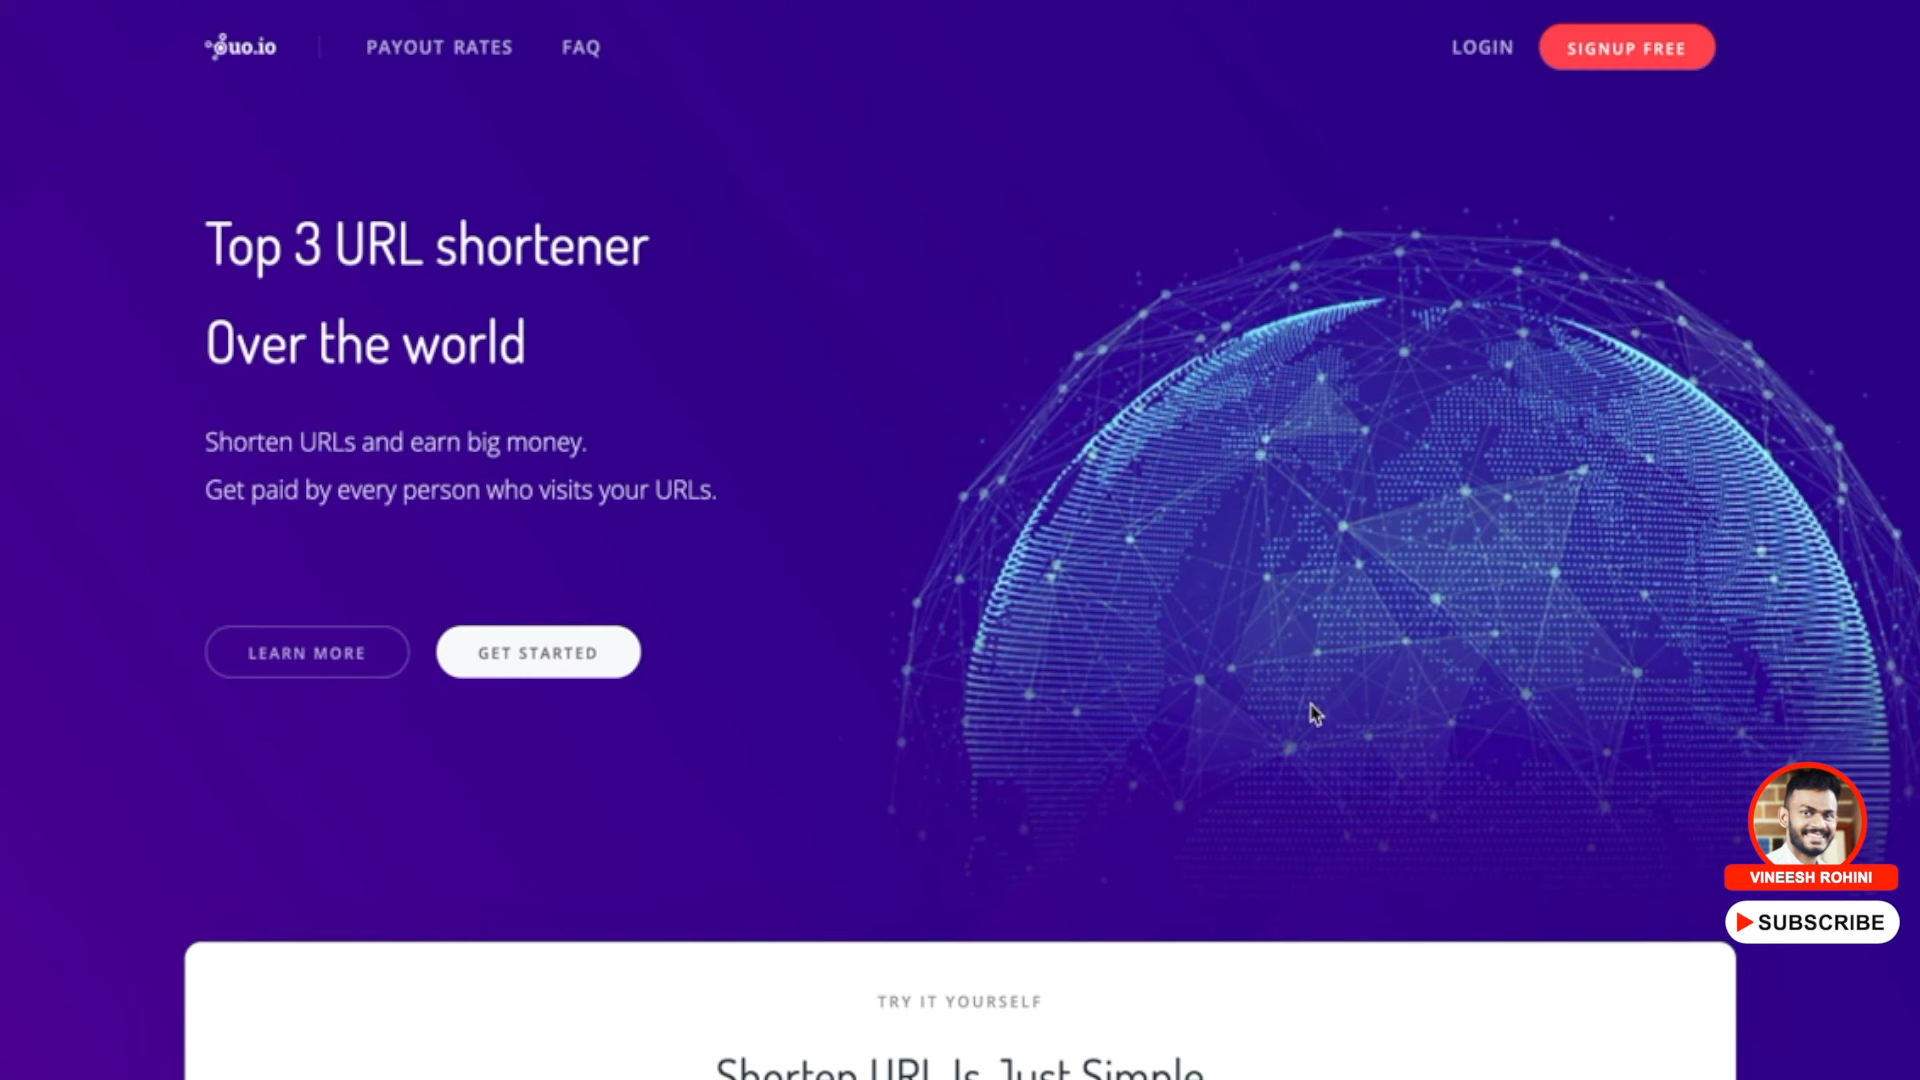 ouo.io
PAYOUT RATES
FAQ
LOGIN
SIGNUP FREE
Top 3 URL shortener
Over the world
Shorten URLs and earn big money.
Get paid by every person who visits your URLs.
LEARN MORE
GET STARTED
VINEESH ROHINI
SUBSCRIBE
TRY IT YOURSELF
Shorten URL Is Just Simple